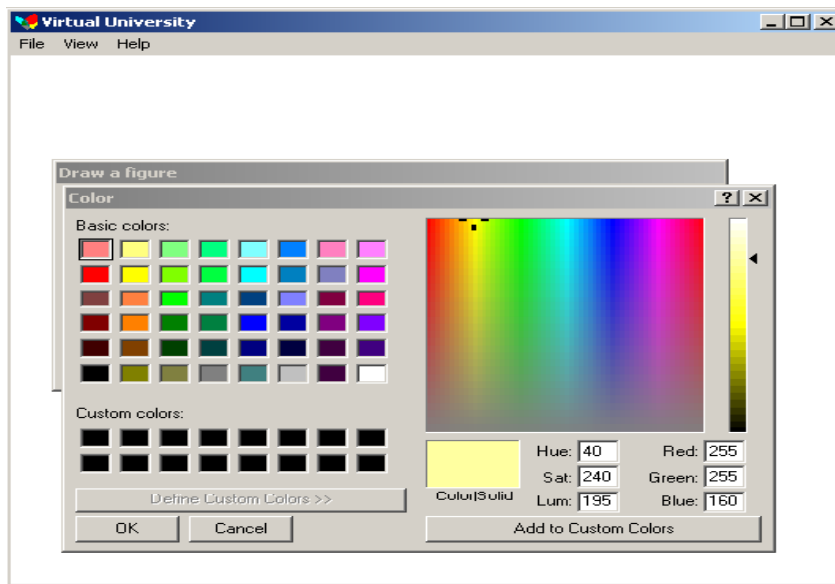 Virtual University
File View Help
Draw a figure
Color
Basic colors:
Custom colors:
Define Custom Colors >>
OK Cancel
Hue: 40 Red: 255
Sat: 240 Green: 255
Color|Solid Lum: 195 Blue: 160
Add to Custom Colors